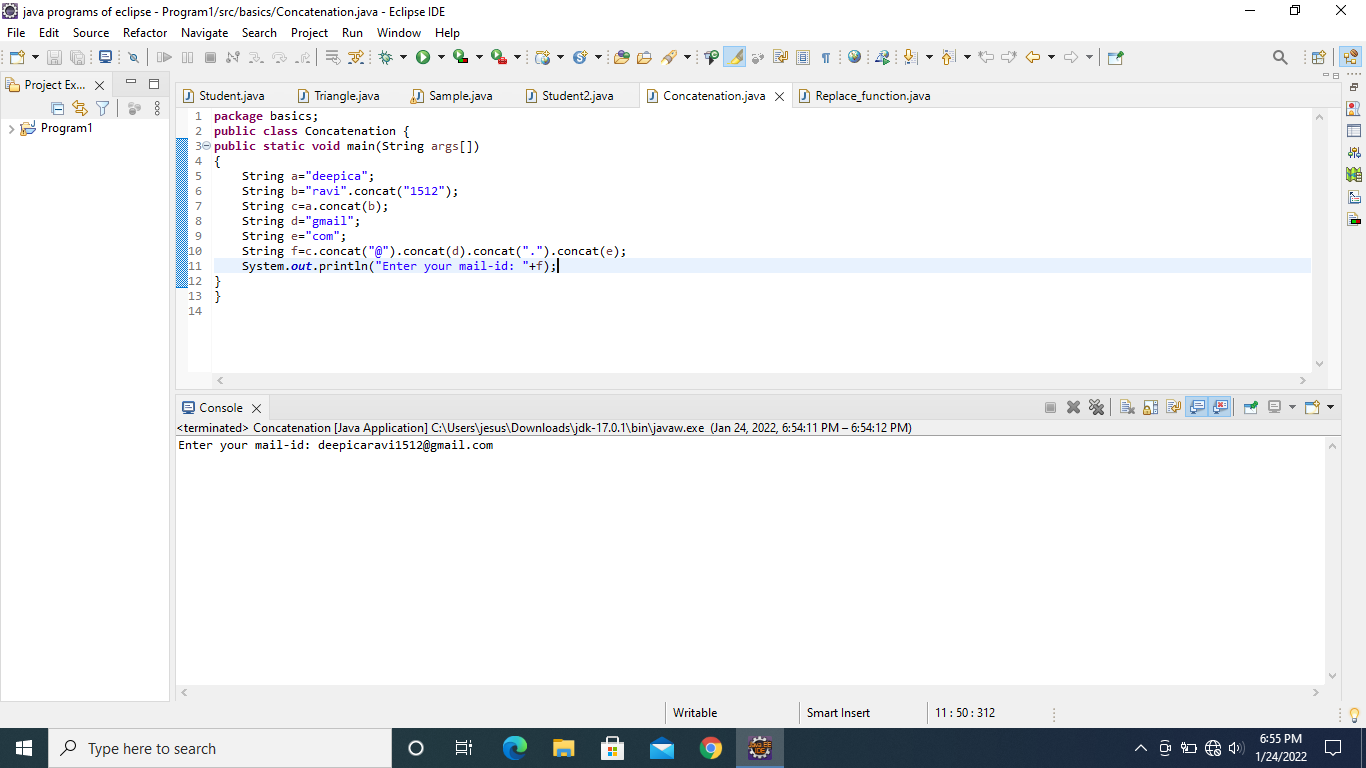 java programs of eclipse - Program1/src/basics/Concatenation.java - Eclipse IDE
File Edit Source Refactor Navigate Search Project Run Window Help
Project Ex...
Program1
Student.java Triangle.java Sample.java Student2.java Concatenation.java Replace_function.java
1 package basics;
2 public class Concatenation {
3 public static void main(String args[])
4 {
5 String a="deepica";
6 String b="ravi".concat("1512");
7 String c=a.concat(b);
8 String d="gmail";
9 String e="com";
10 String f=c.concat("@").concat(d).concat(".").concat(e);
11 System.out.println("Enter your mail-id: "+f);
12 }
13 }
14
Console
<terminated> Concatenation [Java Application] C:\Users\jesus\Downloads\jdk-17.0.1\bin\javaw.exe (Jan 24, 2022, 6:54:11 PM – 6:54:12 PM)
Enter your mail-id: deepicaravi1512@gmail.com
Writable Smart Insert 11 : 50 : 312
Type here to search
Java EE
IDE
6:55 PM
1/24/2022